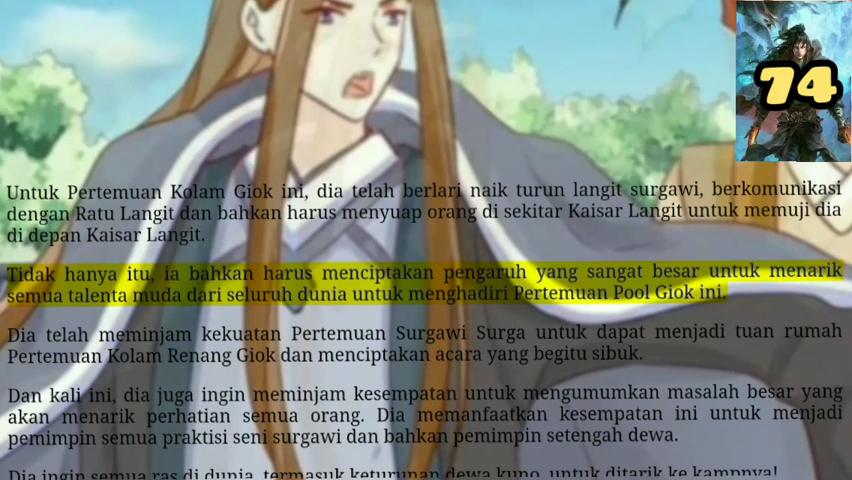 74
Untuk Pertemuan Kolam Giok ini, dia telah berlari naik turun langit surgawi, berkomunikasi
dengan Ratu Langit dan bahkan harus menyuap orang di sekitar Kaisar Langit untuk memuji dia
di depan Kaisar Langit.
Tidak hanya itu, ia bahkan harus menciptakan pengaruh yang sangat besar untuk menarik
semua talenta muda dari seluruh dunia untuk menghadiri Pertemuan Pool Giok ini.
Dia telah meminjam kekuatan Pertemuan Surgawi Surga untuk dapat menjadi tuan rumah
Pertemuan Kolam Renang Giok dan menciptakan acara yang begitu sibuk.
Dan kali ini, dia juga ingin meminjam kesempatan untuk mengumumkan masalah besar yang
akan menarik perhatian semua orang. Dia memanfaatkan kesempatan ini untuk menjadi
pemimpin semua praktisi seni surgawi dan bahkan pemimpin setengah dewa.
Dia ingin semua ras di dunia, termasuk keturunan dewa kuno, untuk ditarik ke kampnya!